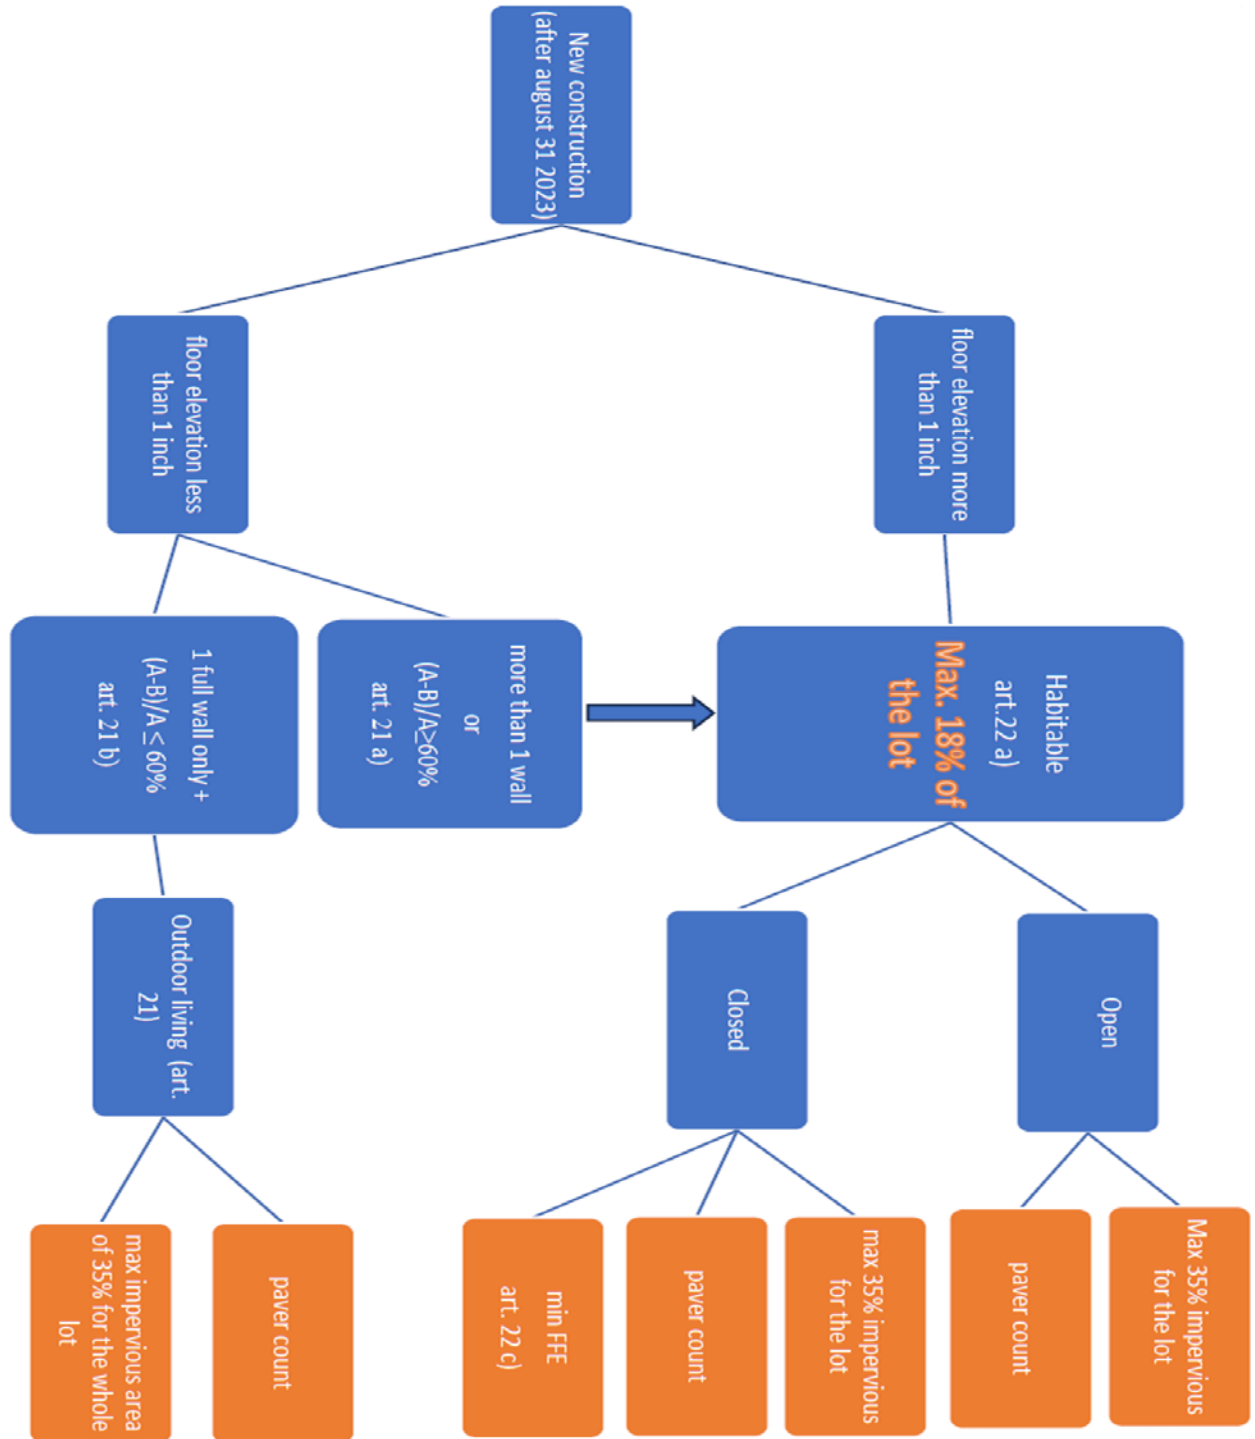 New construction
(after august 31 2023)
floor elevation more
than 1 inch
floor elevation less
than 1 inch
Habitable
art.22 a)
Max. 18% of
the lot
more than 1 wall
or
(A-B)/A≥60%
art. 21 a)
1 full wall only +
(A-B)/A ≤ 60%
art. 21 b)
Open
Closed
Outdoor living (art.
21)
Max 35% impervious
for the lot
paver count
max 35% impervious
for the lot
paver count
min FFE
art. 22 c)
paver count
max impervious area
of 35% for the whole
lot